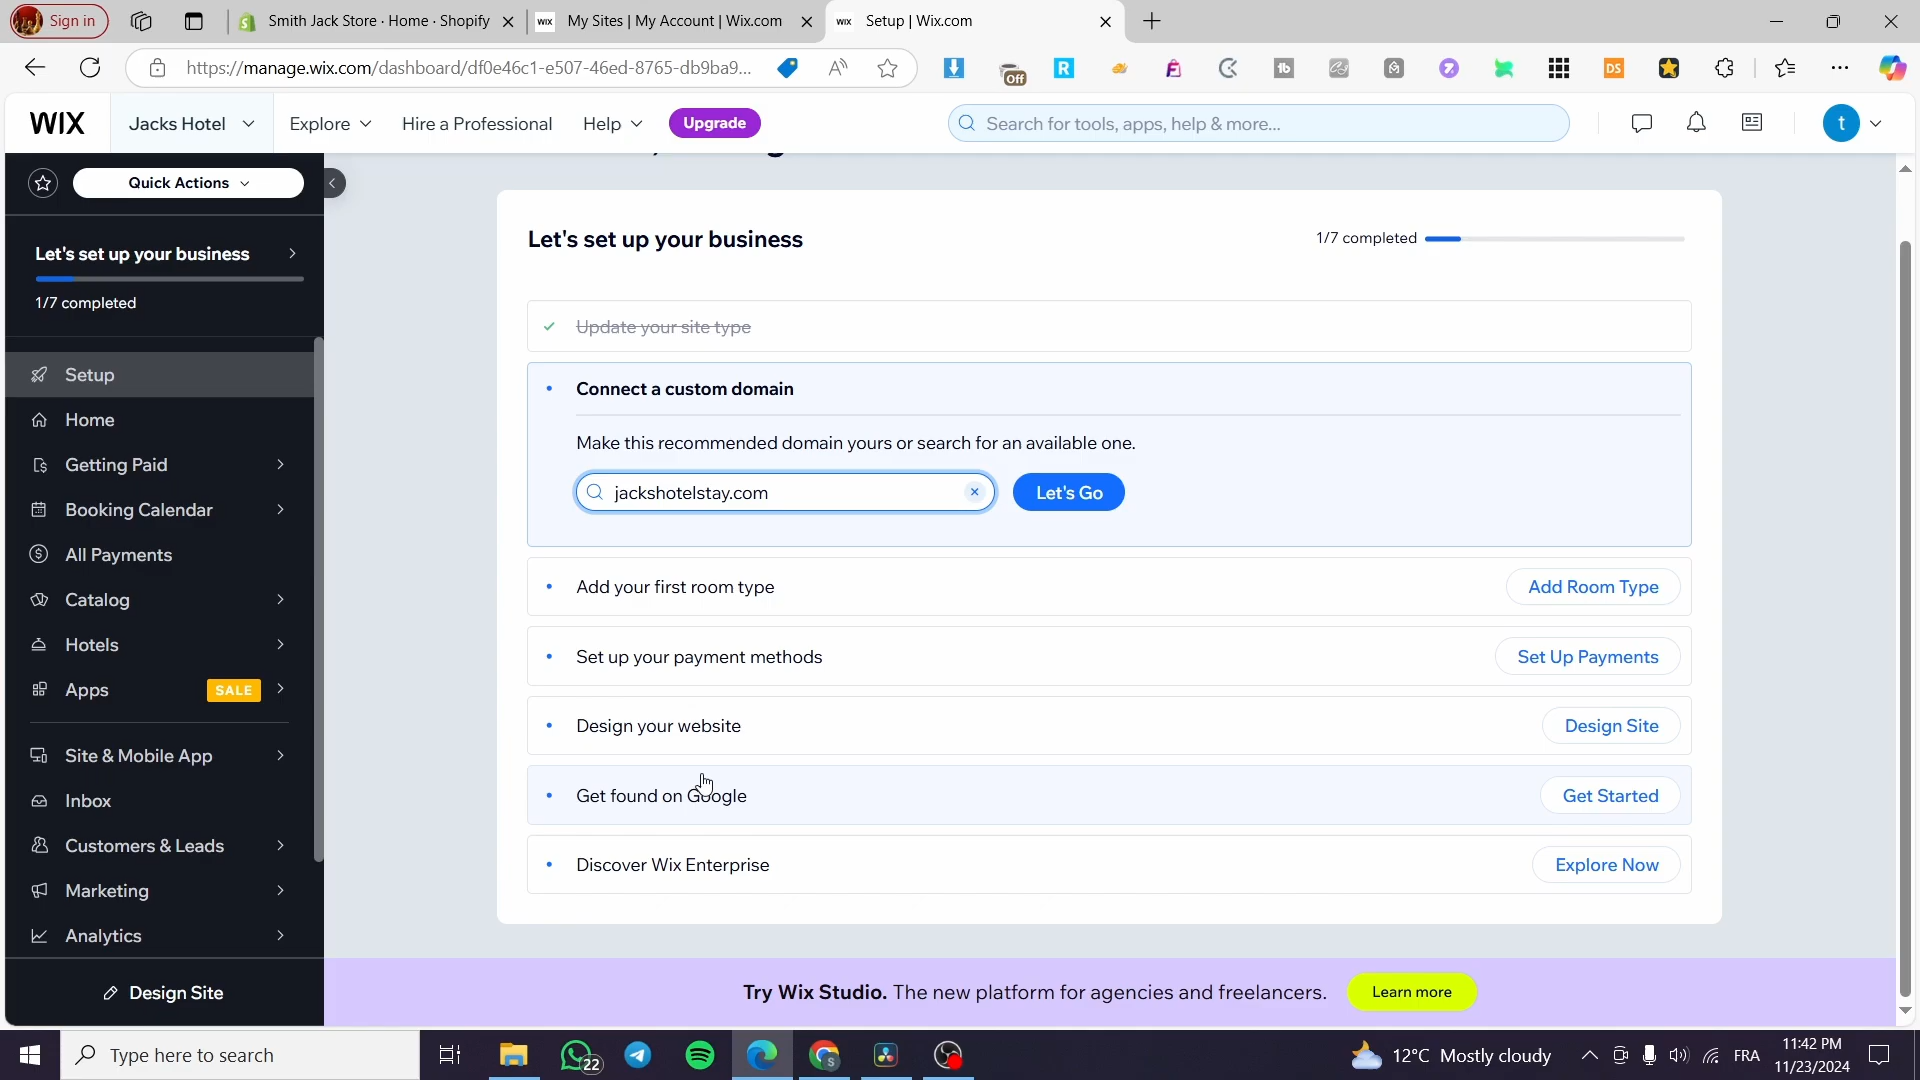 Sign in
Smith Jack Store · Home · Shopify
WIX
My Sites | My Account | Wix.com
WIX
Setup | Wix.com
https://manage.wix.com/dashboard/df0e46c1-e507-46ed-8765-db9ba9...
Off
R
tb
DS
WIX
Jacks Hotel
Explore
Hire a Professional
Help
Upgrade
Search for tools, apps, help & more...
t
Quick Actions
Let's set up your business
1/7 completed
Setup
Home
Getting Paid
Booking Calendar
All Payments
Catalog
Hotels
Apps
SALE
Site & Mobile App
Inbox
Customers & Leads
Marketing
Analytics
Design Site
Let's set up your business
1/7 completed
Update your site type
Connect a custom domain
Make this recommended domain yours or search for an available one.
jackshotelstay.com
Let's Go
Add your first room type
Add Room Type
Set up your payment methods
Set Up Payments
Design your website
Design Site
Get found on Google
Get Started
Discover Wix Enterprise
Explore Now
Try Wix Studio. The new platform for agencies and freelancers.
Learn more
Type here to search
22
12°C Mostly cloudy
FRA
11:42 PM
11/23/2024